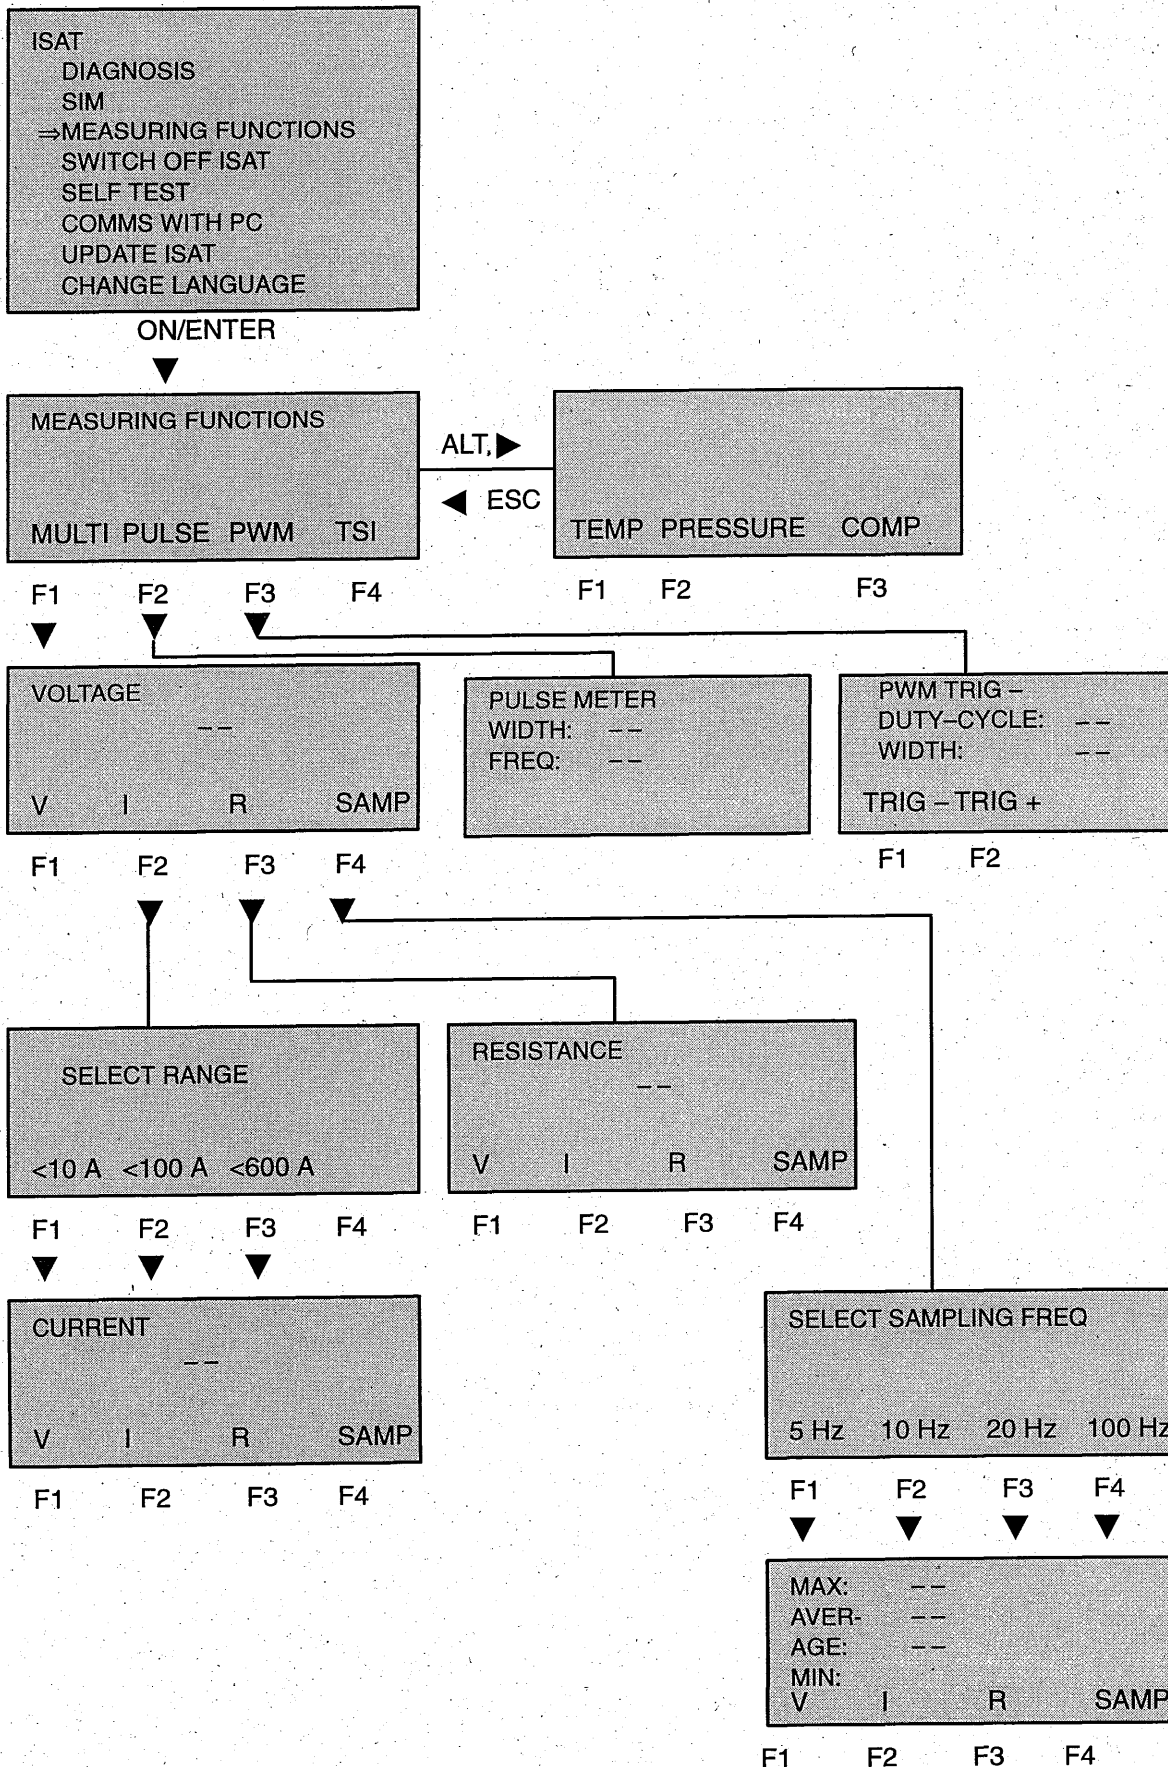 ISAT
DIAGNOSIS
SIM
⇒MEASURING FUNCTIONS
SWITCH OFF ISAT
SELF TEST
COMMS WITH PC
UPDATE ISAT
CHANGE LANGUAGE
ON/ENTER
MEASURING FUNCTIONS
MULTI PULSE PWM TSI
F1 F2 F3 F4
ALT, ▶
◀ ESC
TEMP PRESSURE COMP
F1 F2 F3
VOLTAGE
– –
V I R SAMP
F1 F2 F3 F4
PULSE METER
WIDTH: – –
FREQ: – –
PWM TRIG –
DUTY–CYCLE: – –
WIDTH: – –
TRIG – TRIG +
F1 F2
SELECT RANGE
<10 A <100 A <600 A
F1 F2 F3 F4
RESISTANCE
– –
V I R SAMP
F1 F2 F3 F4
CURRENT
– –
V I R SAMP
F1 F2 F3 F4
SELECT SAMPLING FREQ
5 Hz 10 Hz 20 Hz 100 Hz
F1 F2 F3 F4
MAX: – –
AVER- – –
AGE: – –
MIN:
V I R SAMP
F1 F2 F3 F4